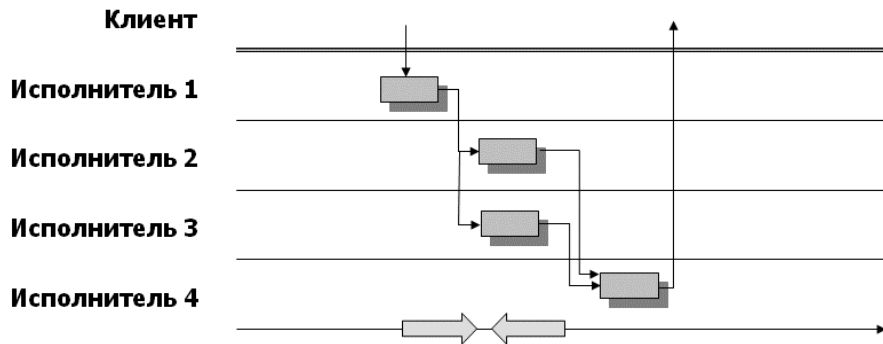 Клиент
Исполнитель 1
Исполнитель 2
Исполнитель 3
Исполнитель 4